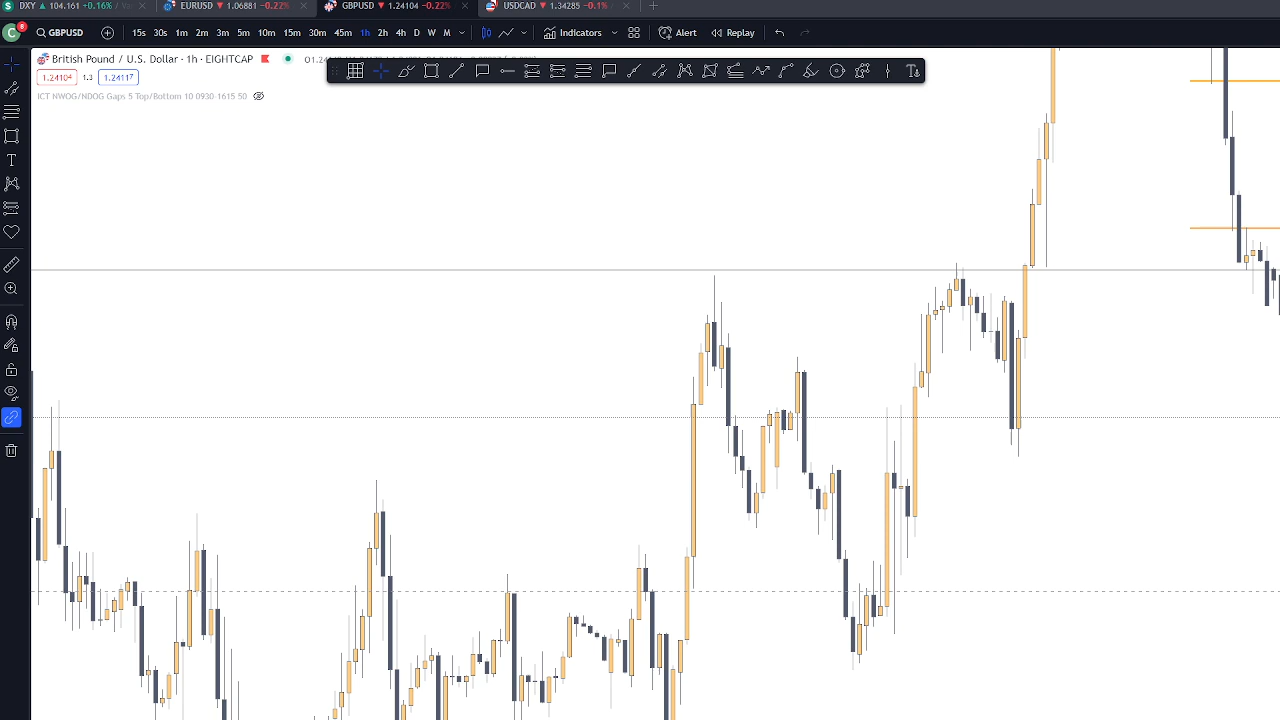 DXY ▼ 104.161 +0.16% / EURUSD ▼ 1.06881 −0.22% GBPUSD ▼ 1.24104 −0.22% USDCAD ▼ 1.34285 −0.1%
C 8 GBPUSD 15s 30s 1m 2m 3m 5m 10m 15m 30m 45m 1h 2h 4h D W M Indicators Alert Replay
British Pound / U.S. Dollar · 1h · EIGHTCAP
1.24104 1.3 1.24117
ICT NWOG/NDOG Gaps 5 Top/Bottom 10 0930-1615 50